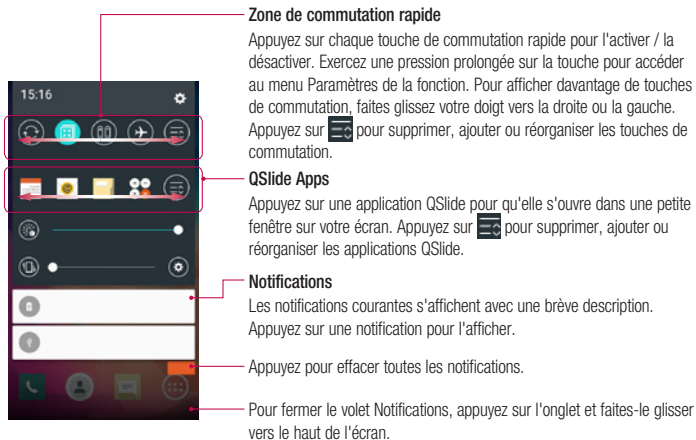 Zone de commutation rapide
Appuyez sur chaque touche de commutation rapide pour l'activer / la
désactiver. Exercez une pression prolongée sur la touche pour accéder
au menu Paramètres de la fonction. Pour afficher davantage de touches
de commutation, faites glissez votre doigt vers la droite ou la gauche.
Appuyez sur pour supprimer, ajouter ou réorganiser les touches de
commutation.
15:16
QSlide Apps
Appuyez sur une application QSlide pour qu'elle s'ouvre dans une petite
fenêtre sur votre écran. Appuyez sur pour supprimer, ajouter ou
réorganiser les applications QSlide.
Notifications
Les notifications courantes s'affichent avec une brève description.
Appuyez sur une notification pour l'afficher.
Appuyez pour effacer toutes les notifications.
Pour fermer le volet Notifications, appuyez sur l'onglet et faites-le glisser
vers le haut de l'écran.